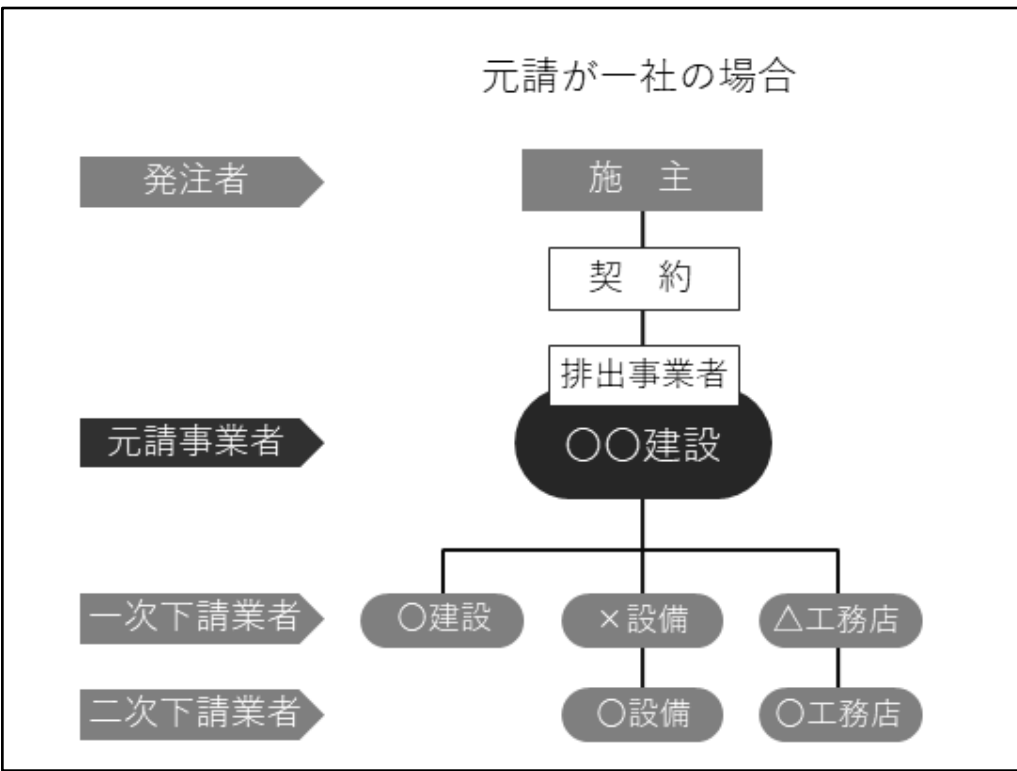 元請が一社の場合
発注者
施　主
契　約
排出事業者
元請事業者
〇〇建設
一次下請業者
〇建設
×設備
△工務店
二次下請業者
〇設備
〇工務店